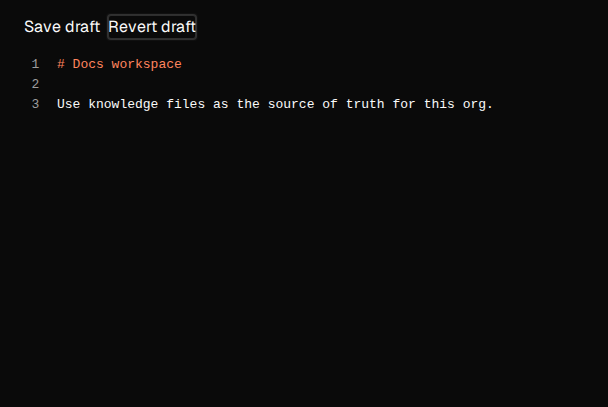 Save draft Revert draft
1 # Docs workspace
2
3 Use knowledge files as the source of truth for this org.